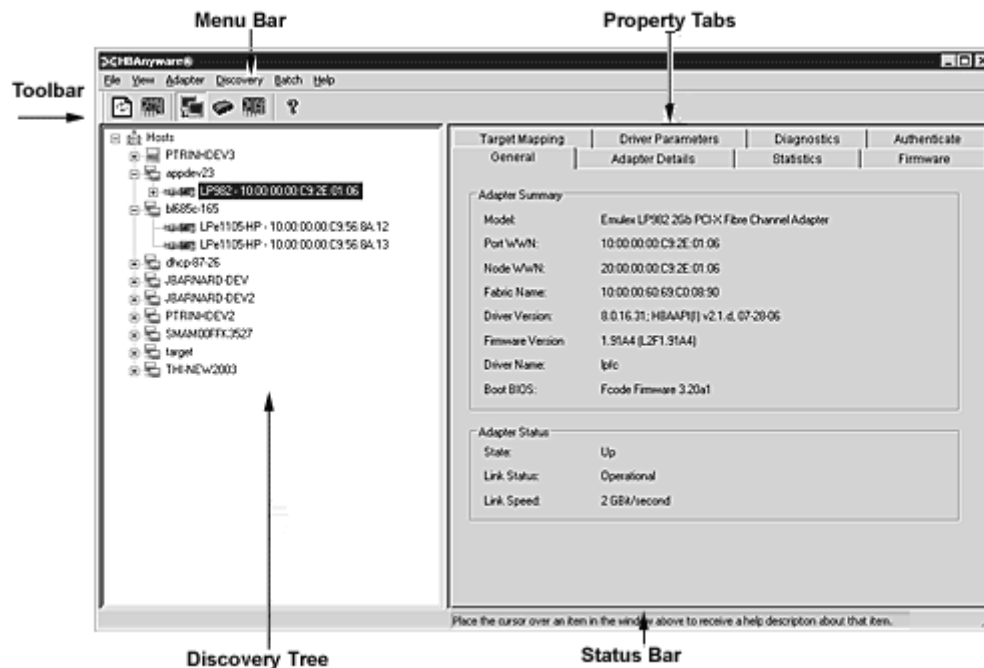 Menu Bar
Property Tabs
HBAnyware®
File View Adapter Discovery Batch Help
Toolbar
?
Hosts
PTRINHDEV3
appdev23
LP982 - 10:00:00:00:C9:2E:01:06
bl685c-165
LPe1105-HP - 10:00:00:00:C9:56:8A:12
LPe1105-HP - 10:00:00:00:C9:56:8A:13
dhcp-87-26
JBARNARD-DEV
JBARNARD-DEV2
PTRINHDEV2
target
THI-NEW2003
Target Mapping Driver Parameters Diagnostics Authenticate
General Adapter Details Statistics Firmware
Adapter Summary
Model: Emulex LP982 2Gb PCI-X Fibre Channel Adapter
Port WWN: 10:00:00:00:C9:2E:01:06
Node WWN: 20:00:00:00:C9:2E:01:06
Fabric Name: 10:00:00:60:69:C0:08:90
Driver Version: 8.0.16.31; HBAAPI(I) v2.1.d, 07-28-06
Firmware Version 1.91A4 (L2F1.91A4)
Driver Name: lpfc
Boot BIOS: Fcode Firmware 3.20a1
Adapter Status
State: Up
Link Status: Operational
Link Speed: 2 GBit/second
Place the cursor over an item in the window above to receive a help description about that item.
Discovery Tree
Status Bar